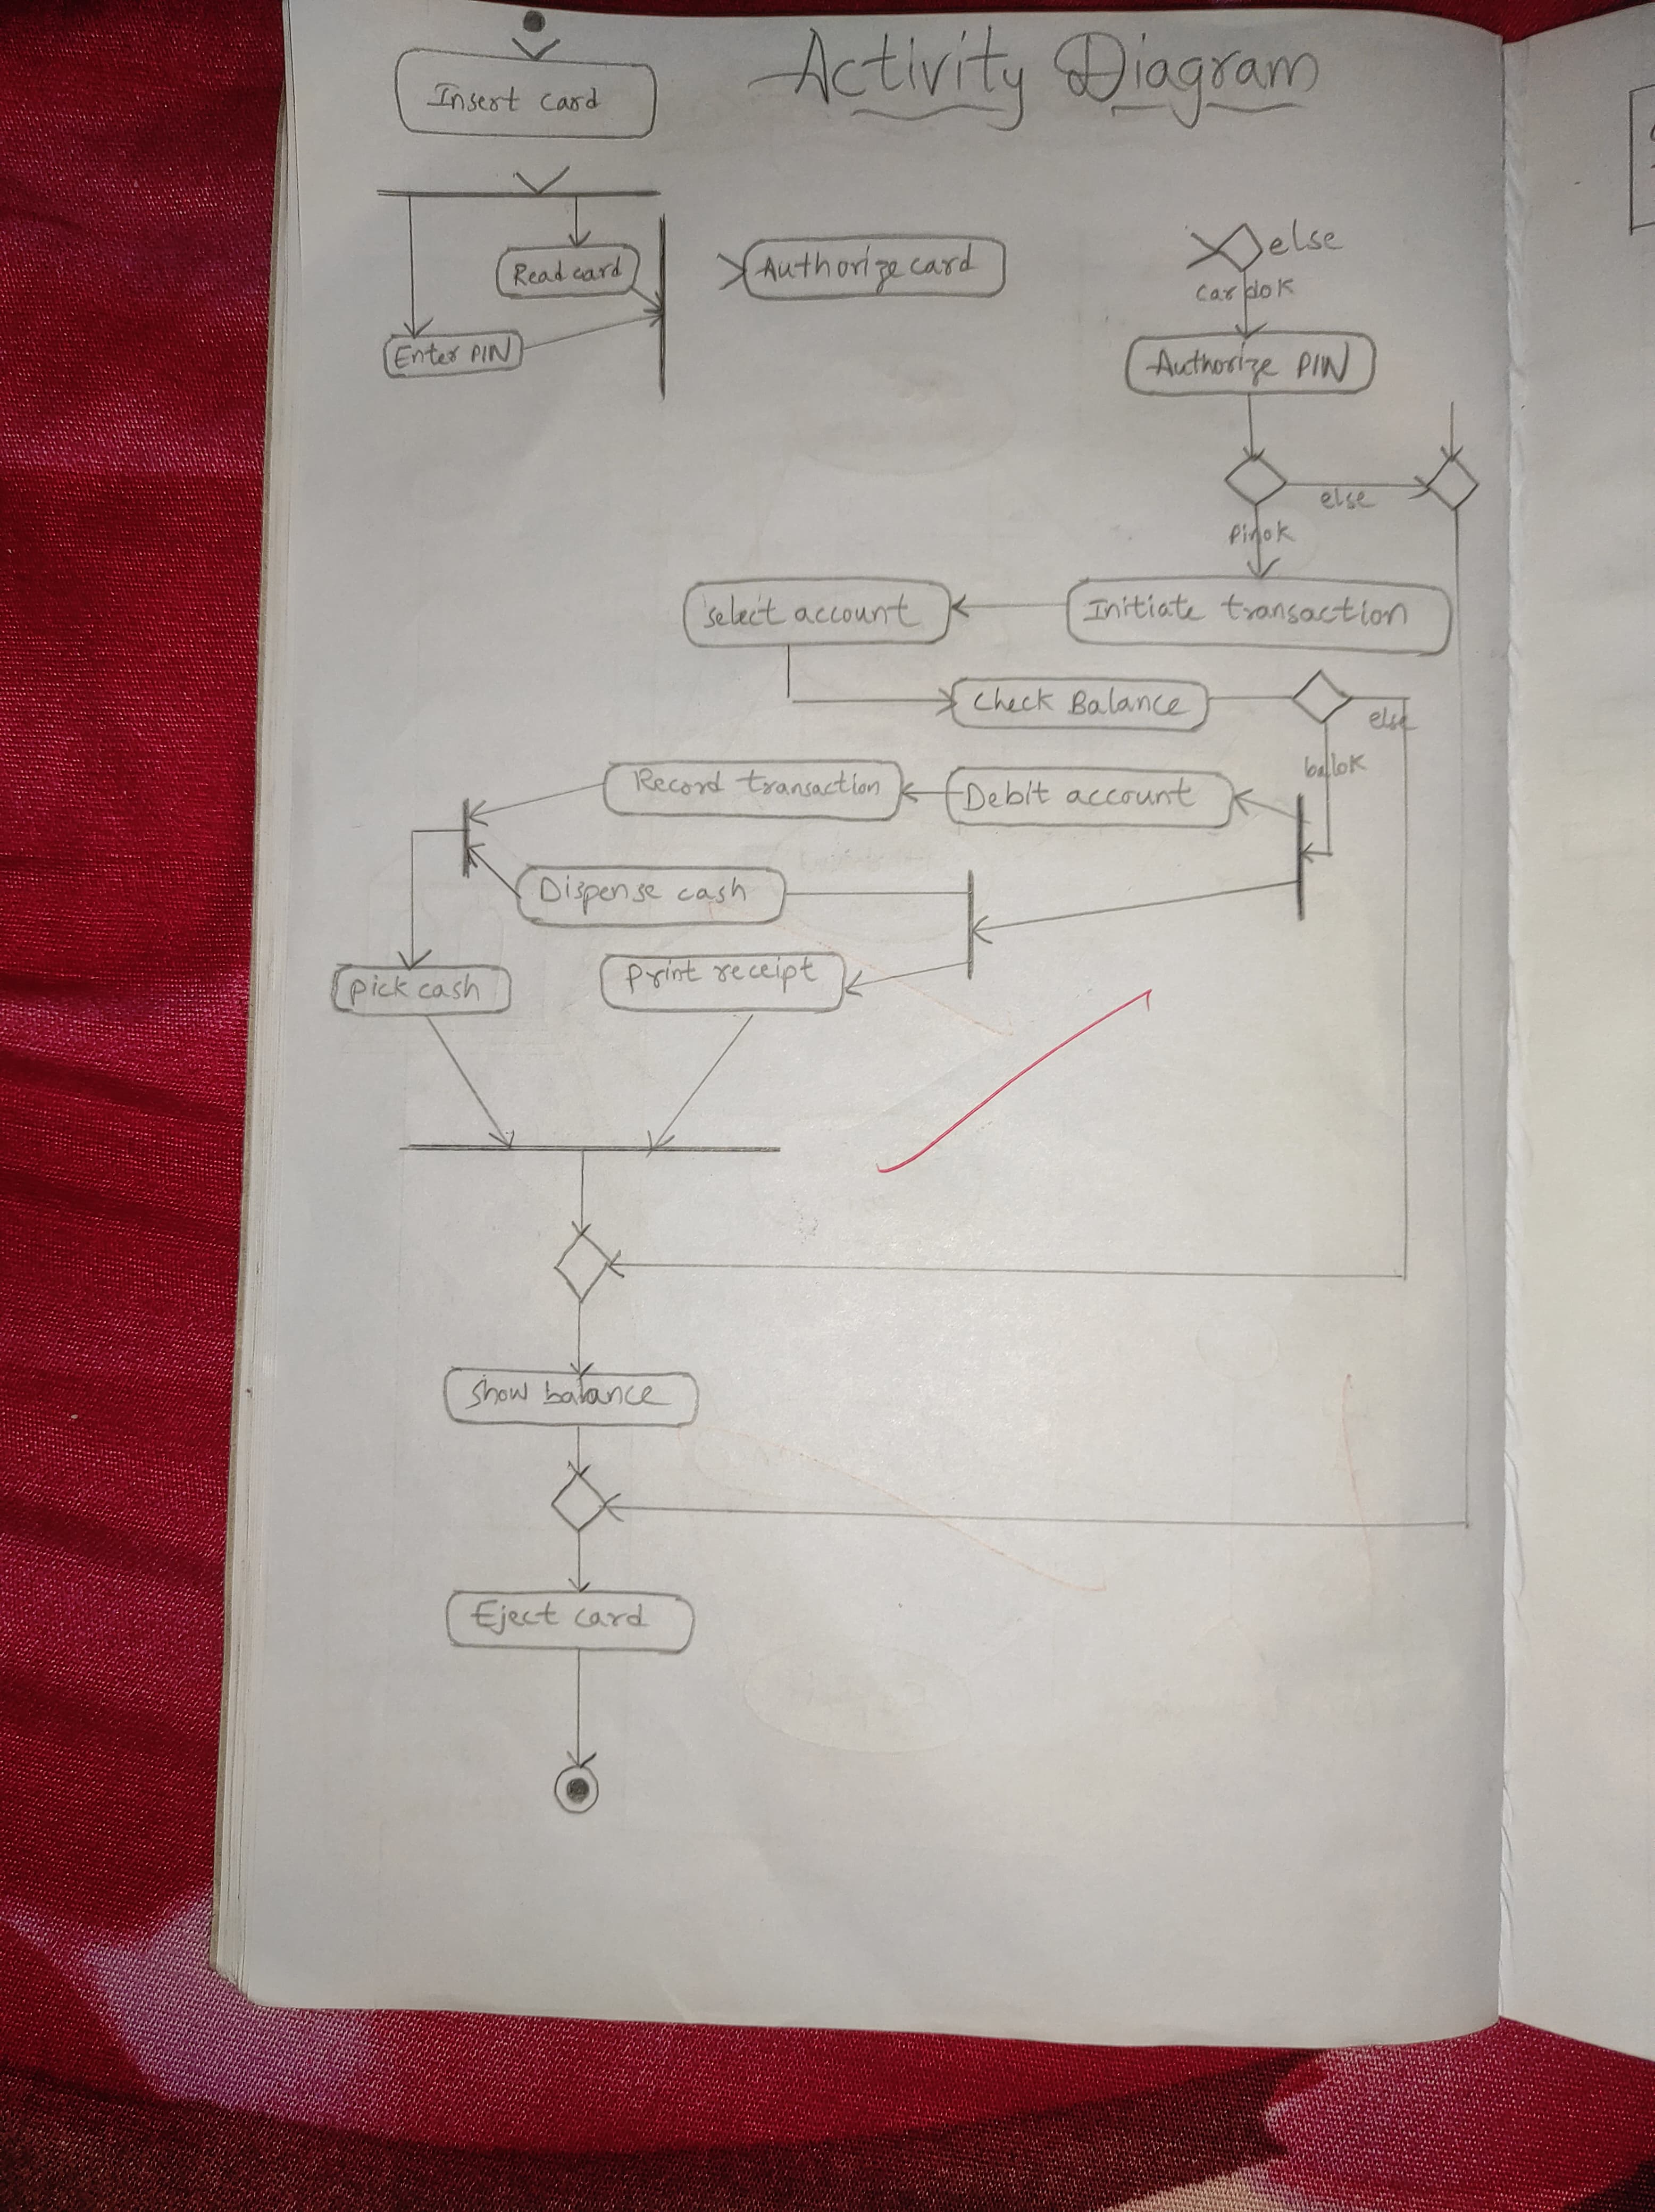 Activity Diagram
Insert card
Read card
Enter PIN
Authorize card
else
cardok
Authorize PIN
else
Pinok
Initiate transaction
select account
Check Balance
else
balok
Debit account
Record transaction
Dispense cash
Print receipt
Pick cash
Show balance
Eject card